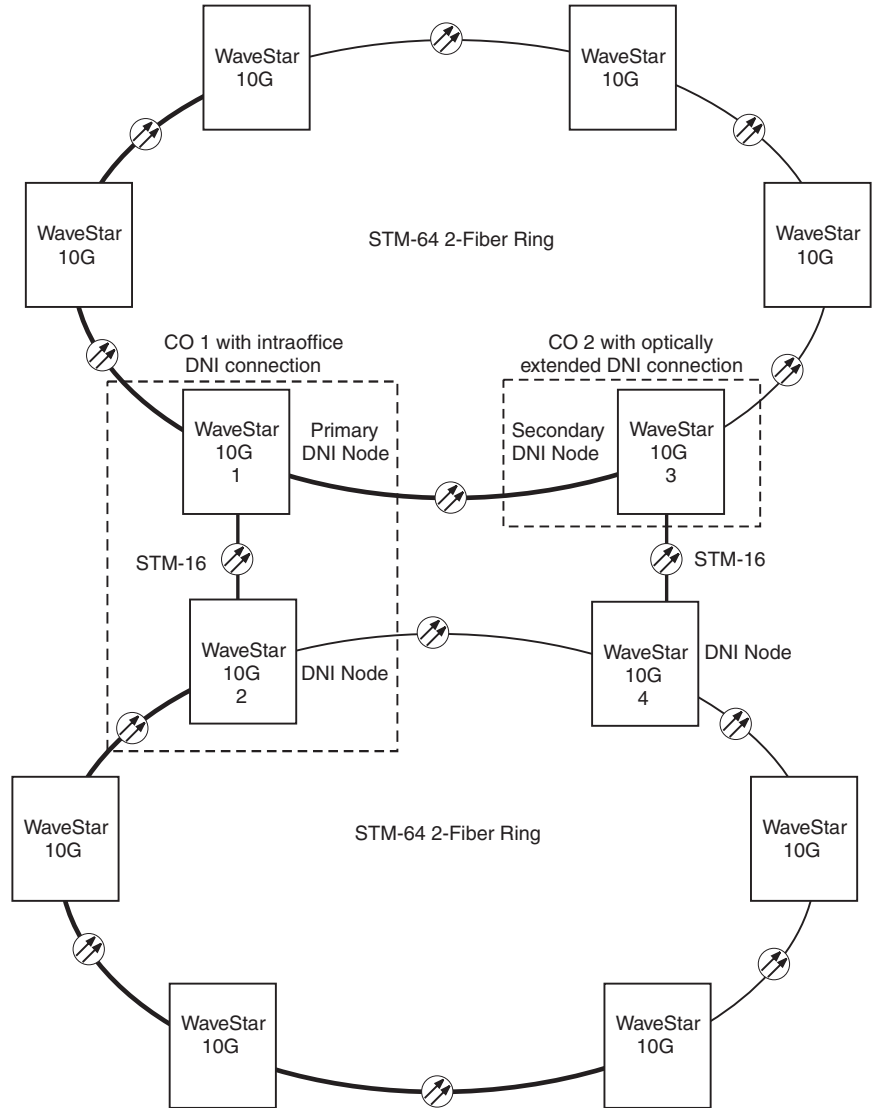 WaveStar
10G
WaveStar
10G
WaveStar
10G
WaveStar
10G
STM-64 2-Fiber Ring
CO 1 with intraoffice
DNI connection
CO 2 with optically
extended DNI connection
WaveStar
10G
1
Primary
DNI Node
Secondary
DNI Node
WaveStar
10G
3
STM-16
STM-16
WaveStar
10G
2
DNI Node
WaveStar
10G
4
DNI Node
WaveStar
10G
STM-64 2-Fiber Ring
WaveStar
10G
WaveStar
10G
WaveStar
10G